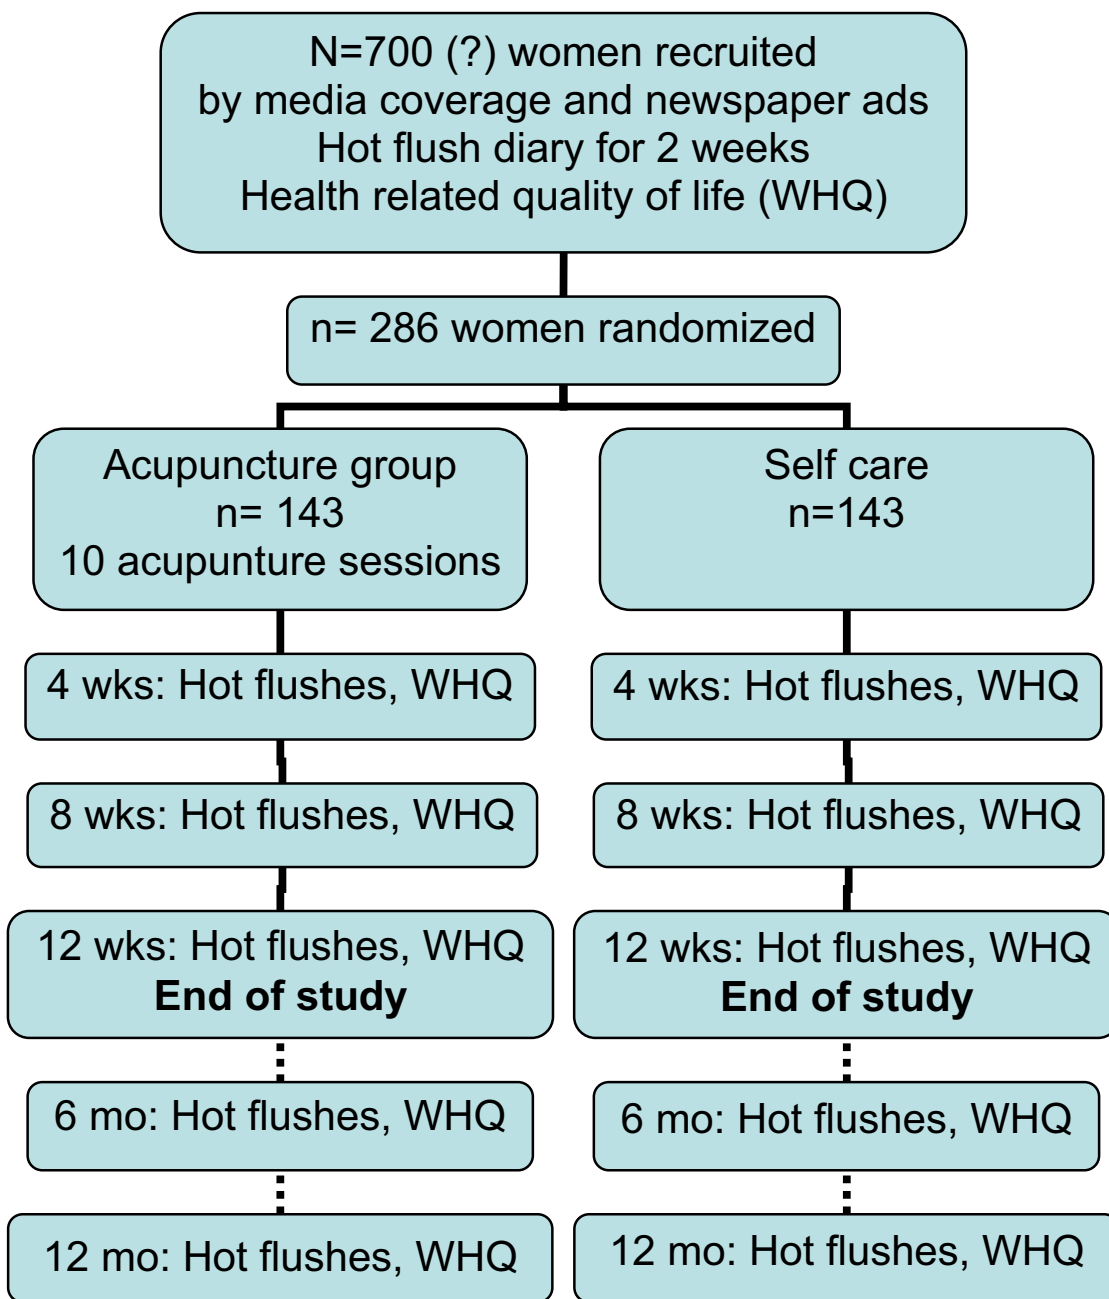 N=700 (?) women recruited
by media coverage and newspaper ads
Hot flush diary for 2 weeks
Health related quality of life (WHQ)
n= 286 women randomized
Acupuncture group
n= 143
10 acupunture sessions
Self care
n=143
4 wks: Hot flushes, WHQ
4 wks: Hot flushes, WHQ
8 wks: Hot flushes, WHQ
8 wks: Hot flushes, WHQ
12 wks: Hot flushes, WHQ
End of study
12 wks: Hot flushes, WHQ
End of study
6 mo: Hot flushes, WHQ
6 mo: Hot flushes, WHQ
12 mo: Hot flushes, WHQ
12 mo: Hot flushes, WHQ